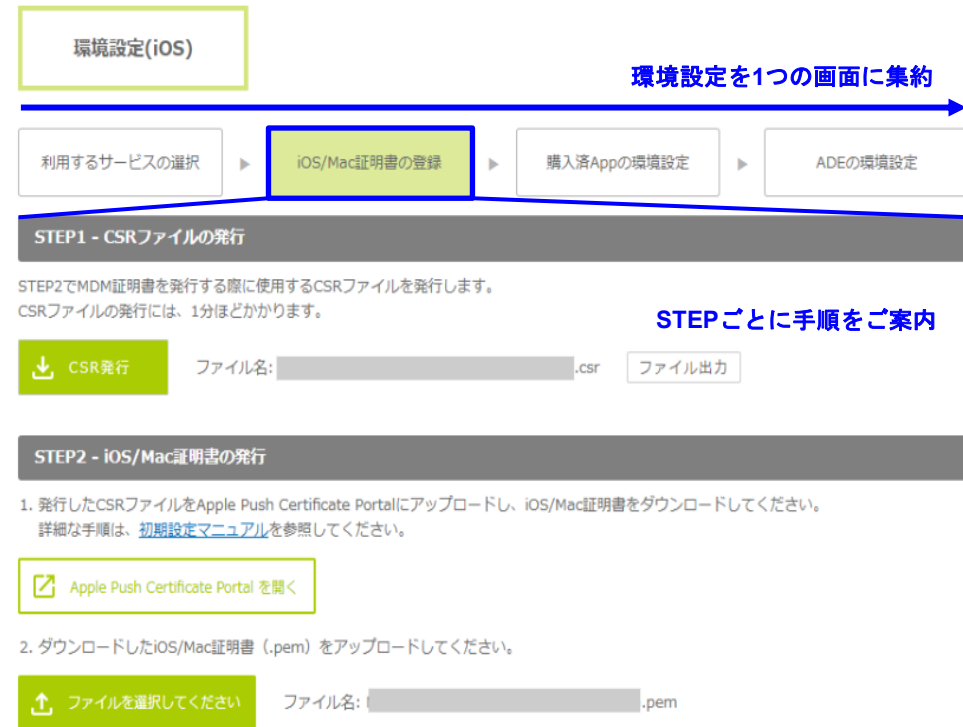 環境設定(iOS)
環境設定を1つの画面に集約
利用するサービスの選択
iOS/Mac証明書の登録
購入済Appの環境設定
ADEの環境設定
STEP1 - CSRファイルの発行
STEP2でMDM証明書を発行する際に使用するCSRファイルを発行します。
CSRファイルの発行には、1分ほどかかります。
STEPごとに手順をご案内
CSR発行 ファイル名: .csr ファイル出力
STEP2 - iOS/Mac証明書の発行
1. 発行したCSRファイルをApple Push Certificate Portalにアップロードし、iOS/Mac証明書をダウンロードしてください。
詳細な手順は、初期設定マニュアルを参照してください。
Apple Push Certificate Portal を開く
2. ダウンロードしたiOS/Mac証明書（.pem）をアップロードしてください。
ファイルを選択してください ファイル名: .pem